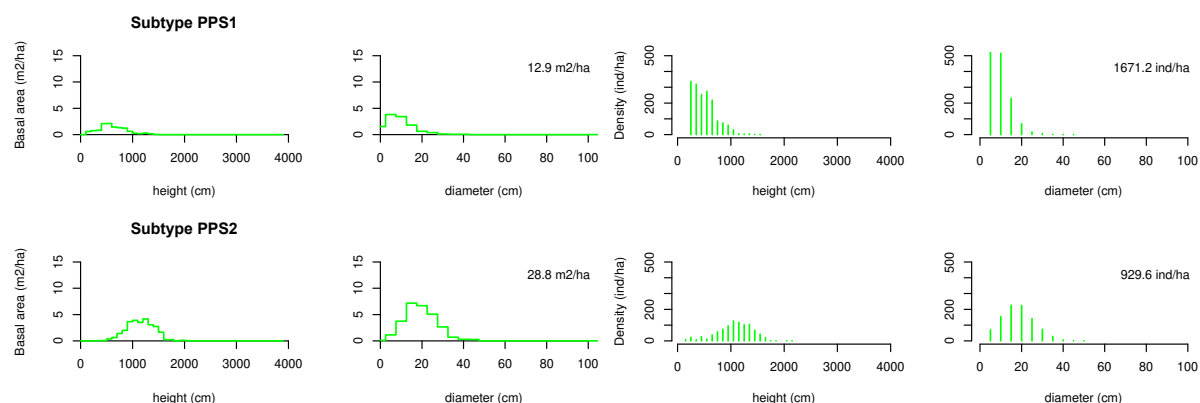 Subtype PPS1
Basal area (m2/ha)
15
10
5
0
0 1000 2000 3000 4000
height (cm)
12.9 m2/ha
15
10
5
0
0 20 40 60 80 100
diameter (cm)
Density (ind/ha)
500
200
0
0 1000 2000 3000 4000
height (cm)
1671.2 ind/ha
500
200
0
0 20 40 60 80 100
diameter (cm)
Subtype PPS2
Basal area (m2/ha)
15
10
5
0
0 1000 2000 3000 4000
height (cm)
28.8 m2/ha
15
10
5
0
0 20 40 60 80 100
diameter (cm)
Density (ind/ha)
500
200
0
0 1000 2000 3000 4000
height (cm)
929.6 ind/ha
500
200
0
0 20 40 60 80 100
diameter (cm)